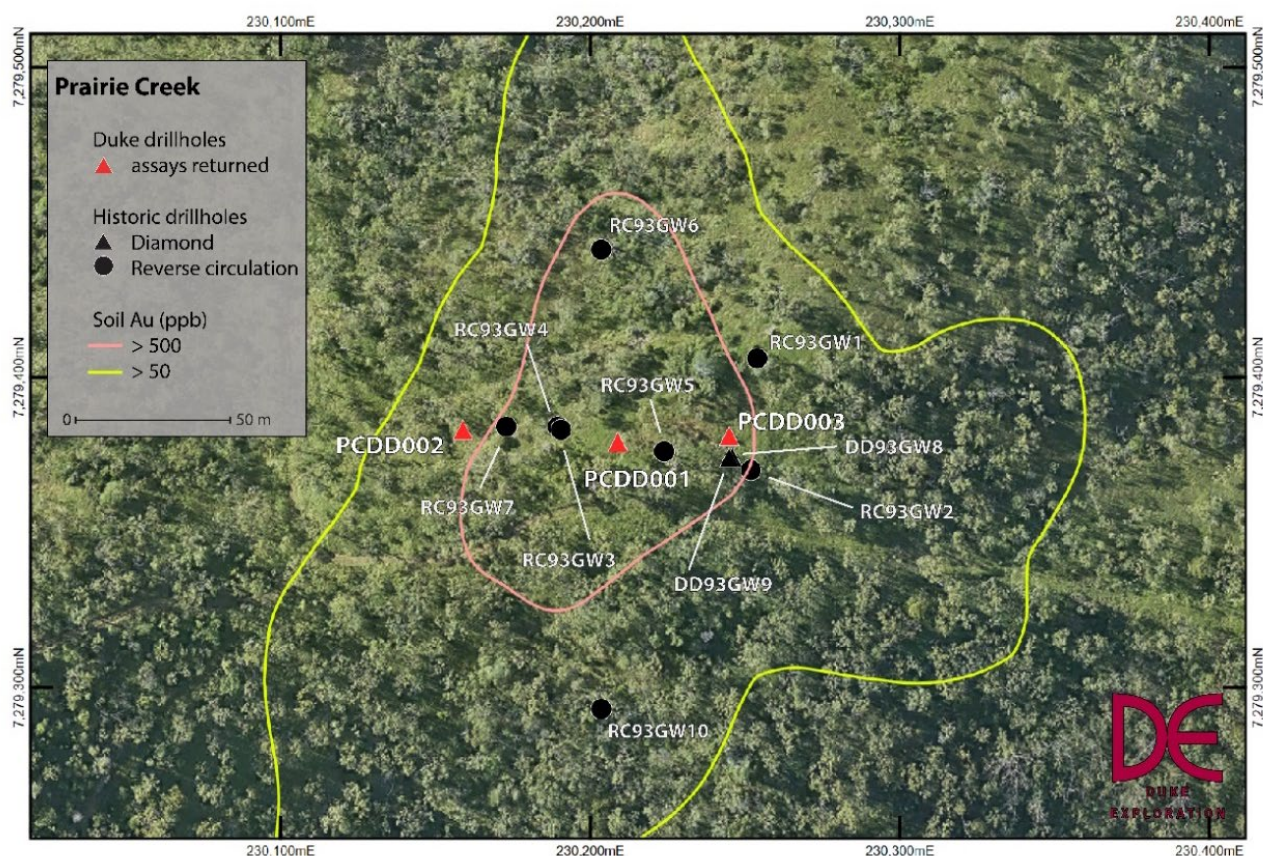 230,100mE
230,200mE
230,300mE
230,400mE
7,279,500mN
7,279,500mN
Prairie Creek
Duke drillholes
assays returned
Historic drillholes
Diamond
Reverse circulation
Soil Au (ppb)
> 500
> 50
0
50 m
RC93GW6
RC93GW4
RC93GW1
7,279,400mN
7,279,400mN
RC93GW5
PCDD003
PCDD002
DD93GW8
PCDD001
RC93GW7
RC93GW2
RC93GW3
DD93GW9
7,279,300mN
7,279,300mN
RC93GW10
DE
DUKE
EXPLORATION
230,100mE
230,200mE
230,300mE
230,400mE